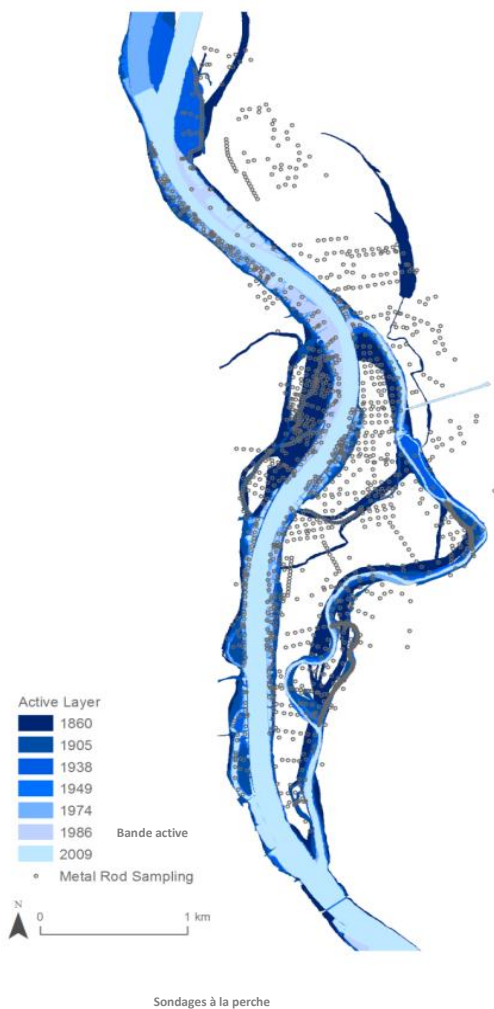 Active Layer
1860
1905
1938
1949
1974
1986 Bande active
2009
Metal Rod Sampling
N
0 1 km
Sondages à la perche